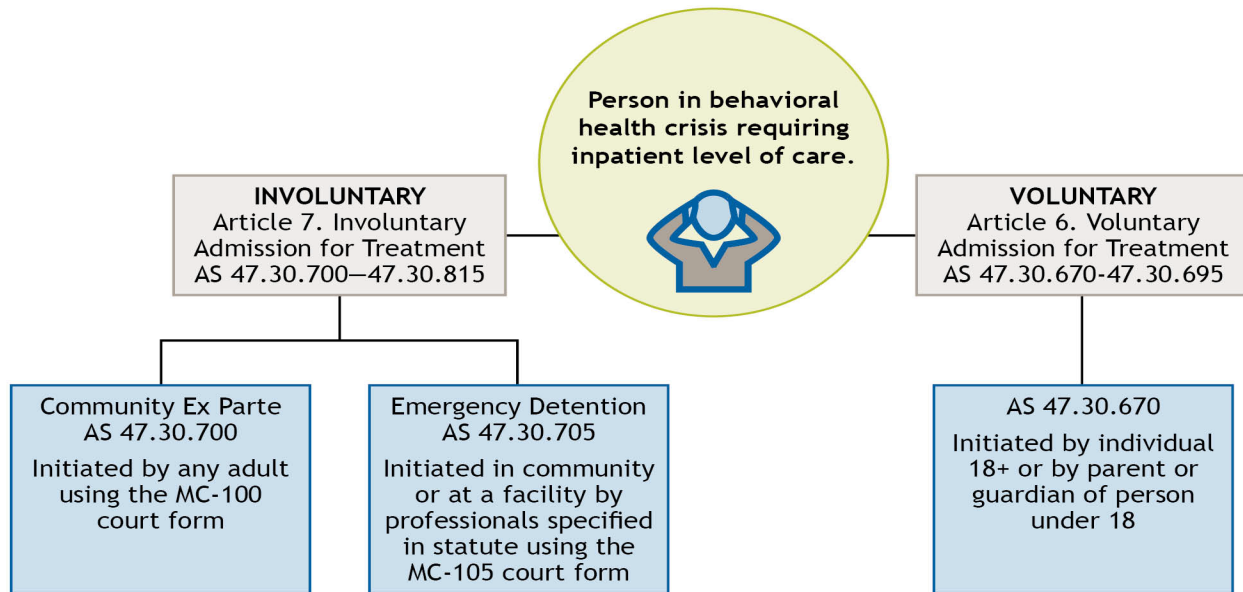 Person in behavioral
health crisis requiring
inpatient level of care.
INVOLUNTARY
Article 7. Involuntary
Admission for Treatment
AS 47.30.700—47.30.815
VOLUNTARY
Article 6. Voluntary
Admission for Treatment
AS 47.30.670-47.30.695
Community Ex Parte
AS 47.30.700
Initiated by any adult
using the MC-100
court form
Emergency Detention
AS 47.30.705
Initiated in community
or at a facility by
professionals specified
in statute using the
MC-105 court form
AS 47.30.670
Initiated by individual
18+ or by parent or
guardian of person
under 18